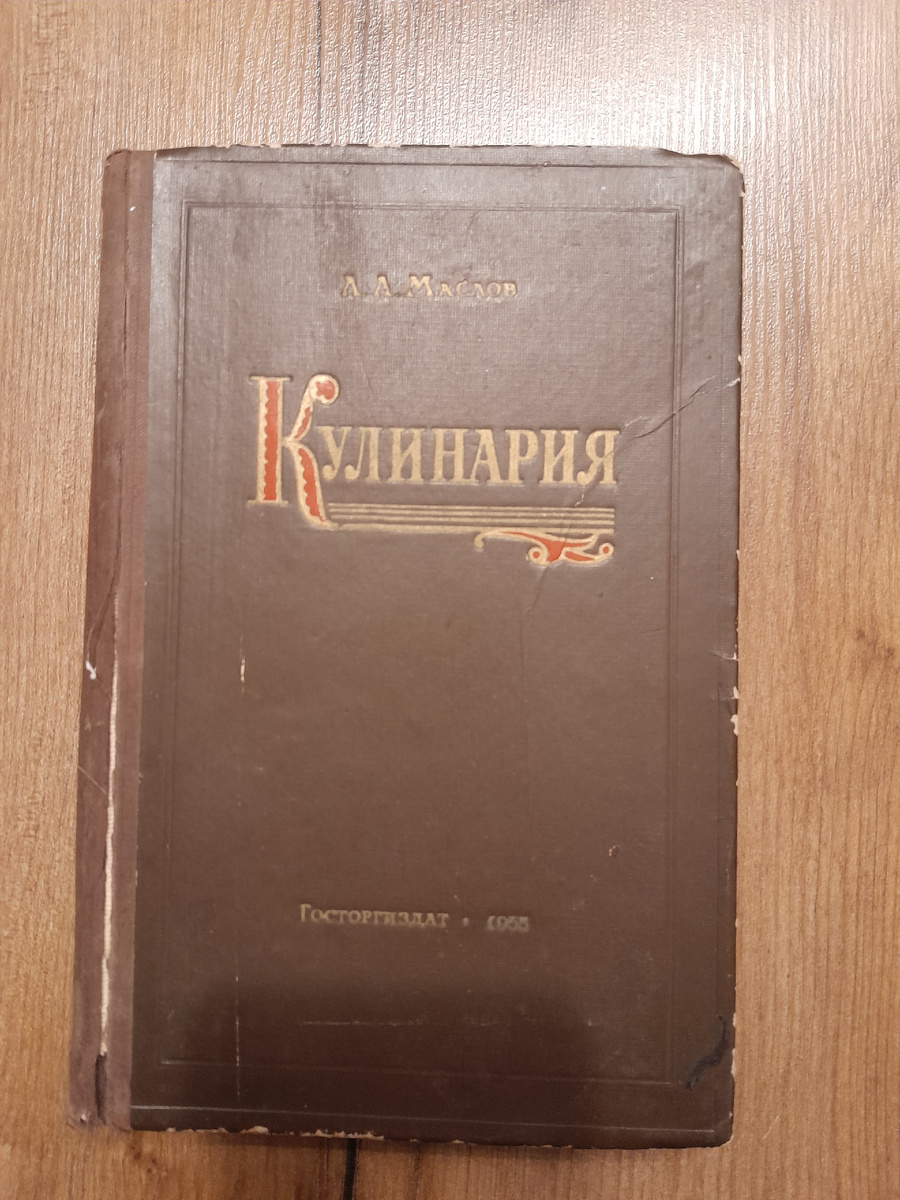 Л. А. Маслов
Кулинария
Госторгиздат • 1955